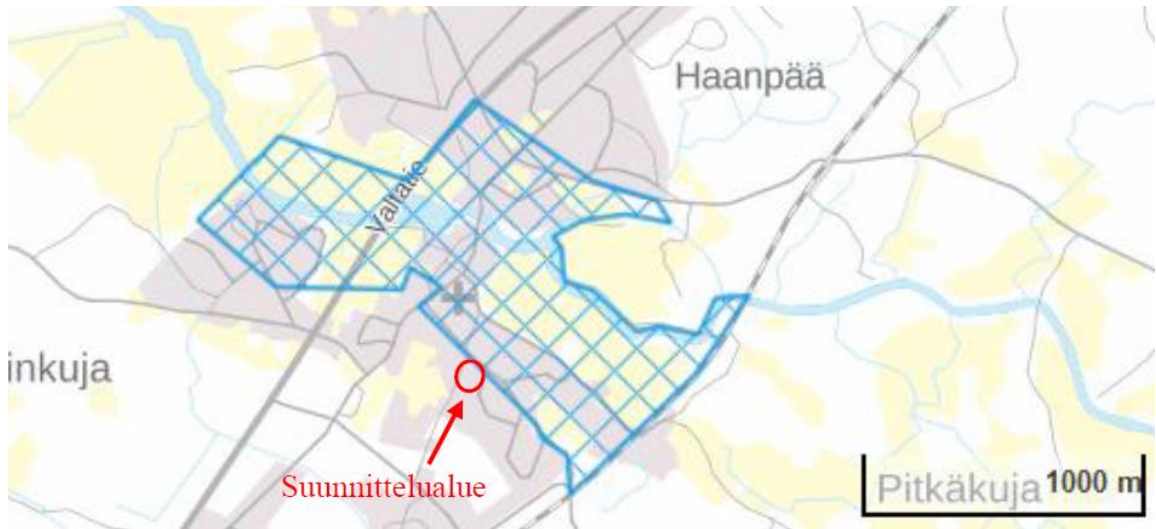 Haanpää
Valtatie
inkuja
Suunnittelualue
Pitkäkuja
1000 m